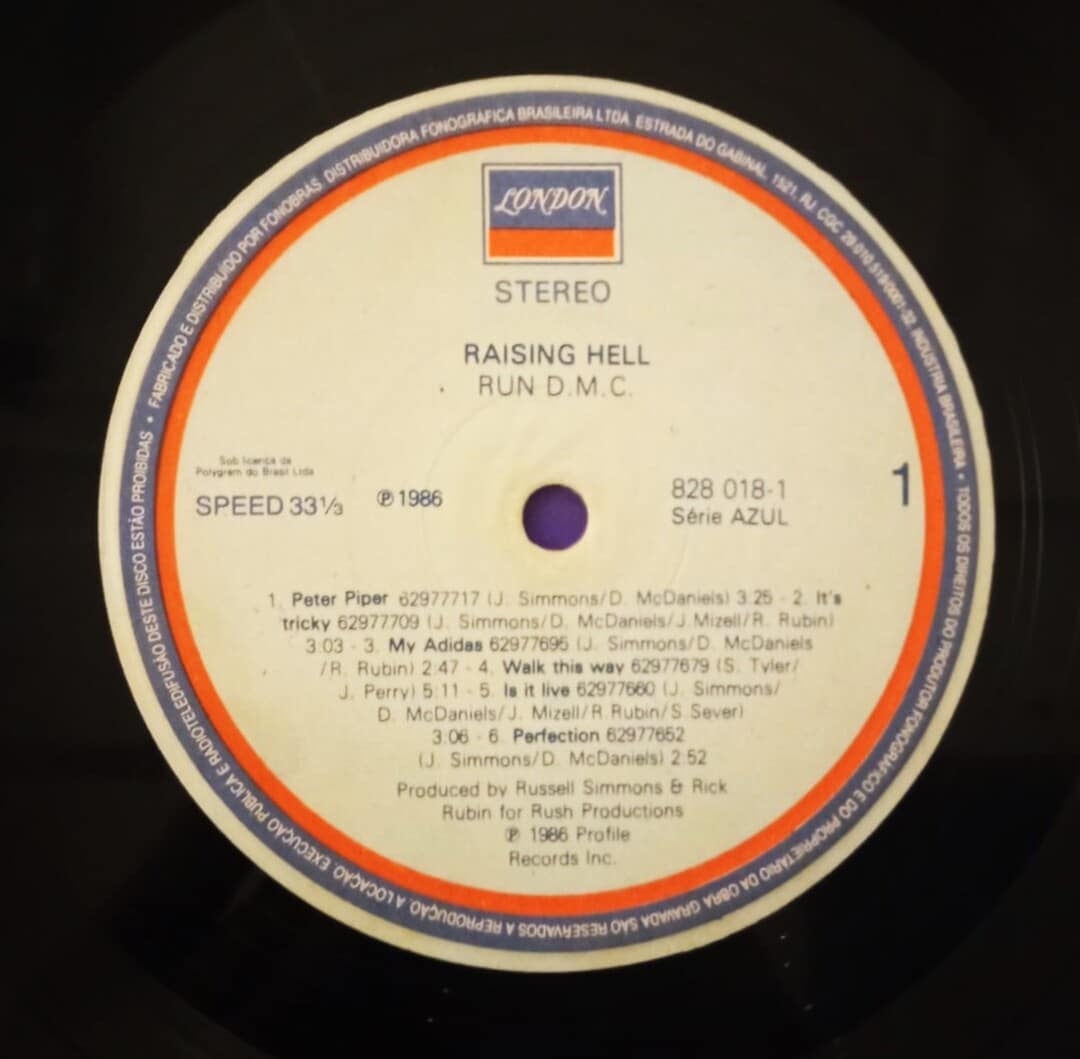 FABRICADO E DISTRIBUIDO POR FONOBRÁS. DISTRIBUIDORA FONOGRÁFICA BRASILEIRA LTDA. ESTRADA DO GABINAL, 1521, RJ. CGC 29.010.519/0001-52. INDUSTRIA BRASILEIRA • TODOS OS DIREITOS DO PRODUTOR FONOGRÁFICO E DO PROPRIETÁRIO DA OBRA GRAVADA SÃO RESERVADOS A REPRODUÇÃO, A LOCAÇÃO, EXECUÇÃO PÚBLICA E RADIOTELEDIFUSÃO DESTE DISCO ESTÃO PROIBIDAS •
LONDON
STEREO
RAISING HELL
RUN D.M.C.
Sob licença da
Polygram do Brasil Ltda
SPEED 33⅓
℗ 1986
828 018-1
Série AZUL
1
1. Peter Piper 62977717 (J. Simmons/D. McDaniels) 3:25 - 2. It's
tricky 62977709 (J. Simmons/D. McDaniels/J. Mizell/R. Rubin)
3:03 - 3. My Adidas 62977695 (J. Simmons/D. McDaniels
/R. Rubin) 2:47 - 4. Walk this way 62977679 (S. Tyler/
J. Perry) 5:11 - 5. Is it live 62977660 (J. Simmons/
D. McDaniels/J. Mizell/R. Rubin/S. Sever)
3:06 - 6. Perfection 62977652
(J. Simmons/D. McDaniels) 2:52
Produced by Russell Simmons & Rick
Rubin for Rush Productions
℗ 1986 Profile
Records Inc.